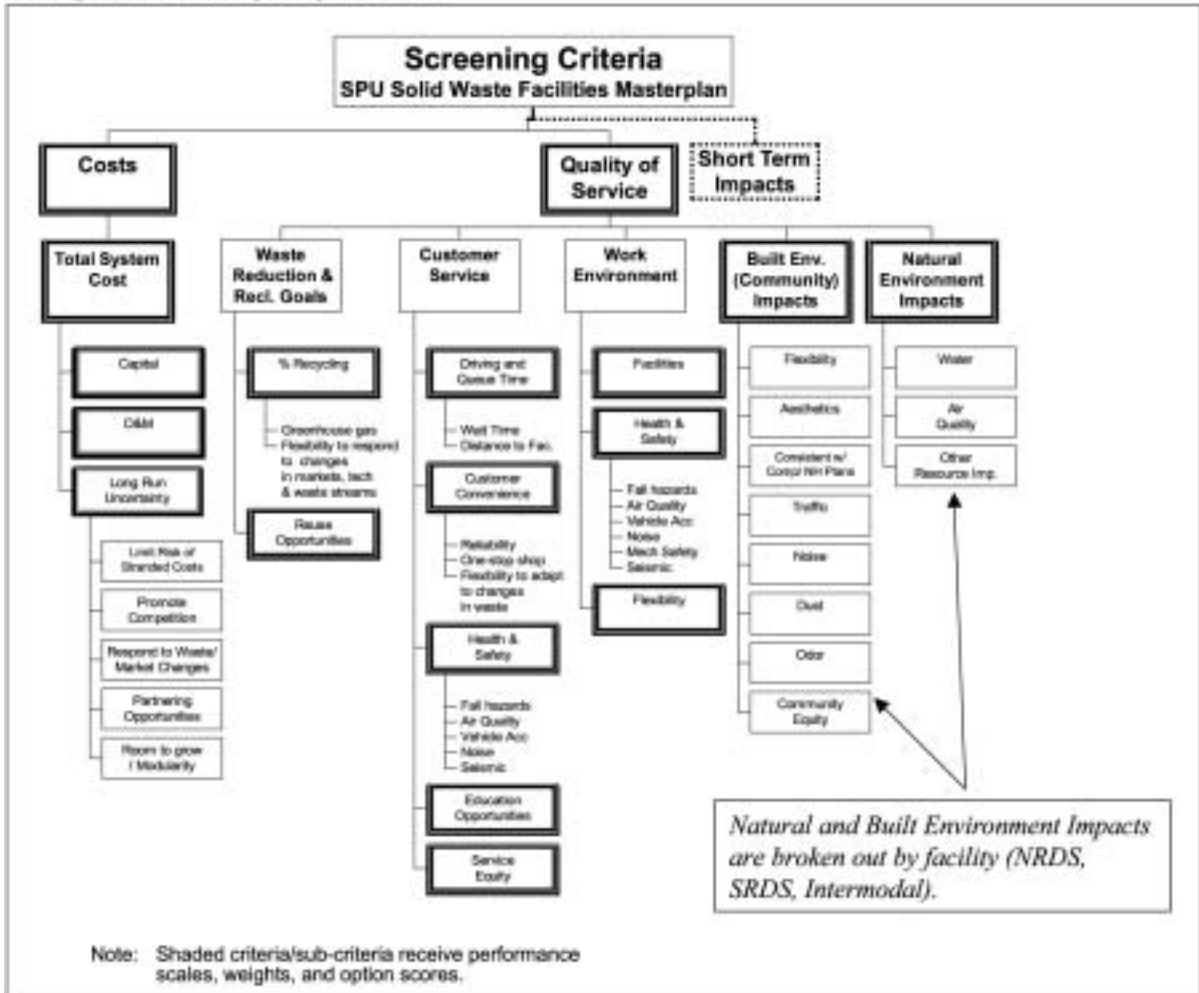 Screening Criteria
SPU Solid Waste Facilities Masterplan
Costs
Quality of
Service
Short Term
Impacts
Total System
Cost
Waste
Reduction &
Recl. Goals
Customer
Service
Work
Environment
Built Env.
(Community)
Impacts
Natural
Environment
Impacts
Capital
O&M
Long Run
Uncertainty
Limit Risk of
Stranded Costs
Promote
Competition
Respond to Waste/
Market Changes
Partnering
Opportunities
Room to grow
/ Modularity
% Recycling
Greenhouse gas
Flexibility to respond
to changes
in markets, tech
& waste streams
Reuse
Opportunities
Driving and
Queue Time
Wait Time
Distance to Fac.
Customer
Convenience
Reliability
One-stop shop
Flexibility to adapt
to changes
in waste
Health &
Safety
Fall hazards
Air Quality
Vehicle Acc
Noise
Seismic
Education
Opportunities
Service
Equity
Facilities
Health &
Safety
Fall hazards
Air Quality
Vehicle Acc
Noise
Mech Safety
Seismic
Flexibility
Flexibility
Aesthetics
Consistent w/
Comp/ NH Plans
Traffic
Noise
Dust
Odor
Community
Equity
Water
Air
Quality
Other
Resource Imp.
Natural and Built Environment Impacts
are broken out by facility (NRDS,
SRDS, Intermodal).
Note: Shaded criteria/sub-criteria receive performance
scales, weights, and option scores.